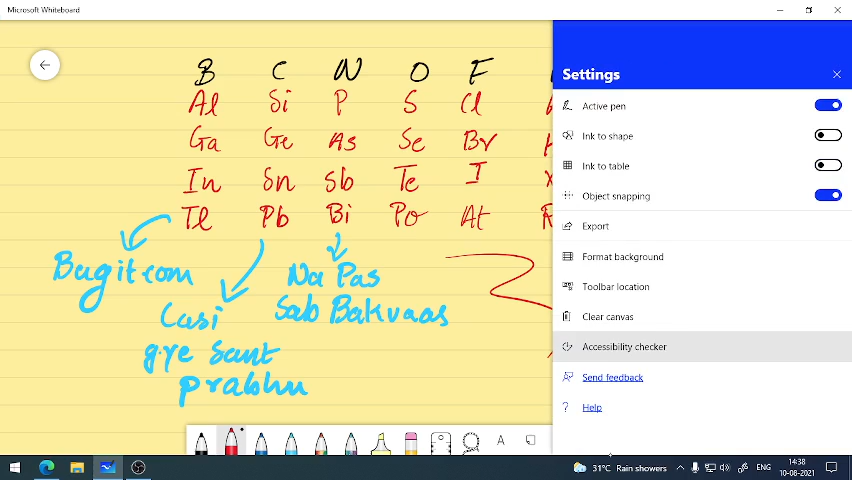 Microsoft Whiteboard
B C N O F
Al Si P S Cl
Ga Ge As Se Br
In Sn Sb Te I
Tl Pb Bi Po At
Bagit com
Casi
gye Sant
Prabhu
Na Pas
Sab Bakvaas
Settings
Active pen
Ink to shape
Ink to table
Object snapping
Export
Format background
Toolbar location
Clear canvas
Accessibility checker
Send feedback
? Help
A
31°C Rain showers
ENG
14:38
10-08-2021